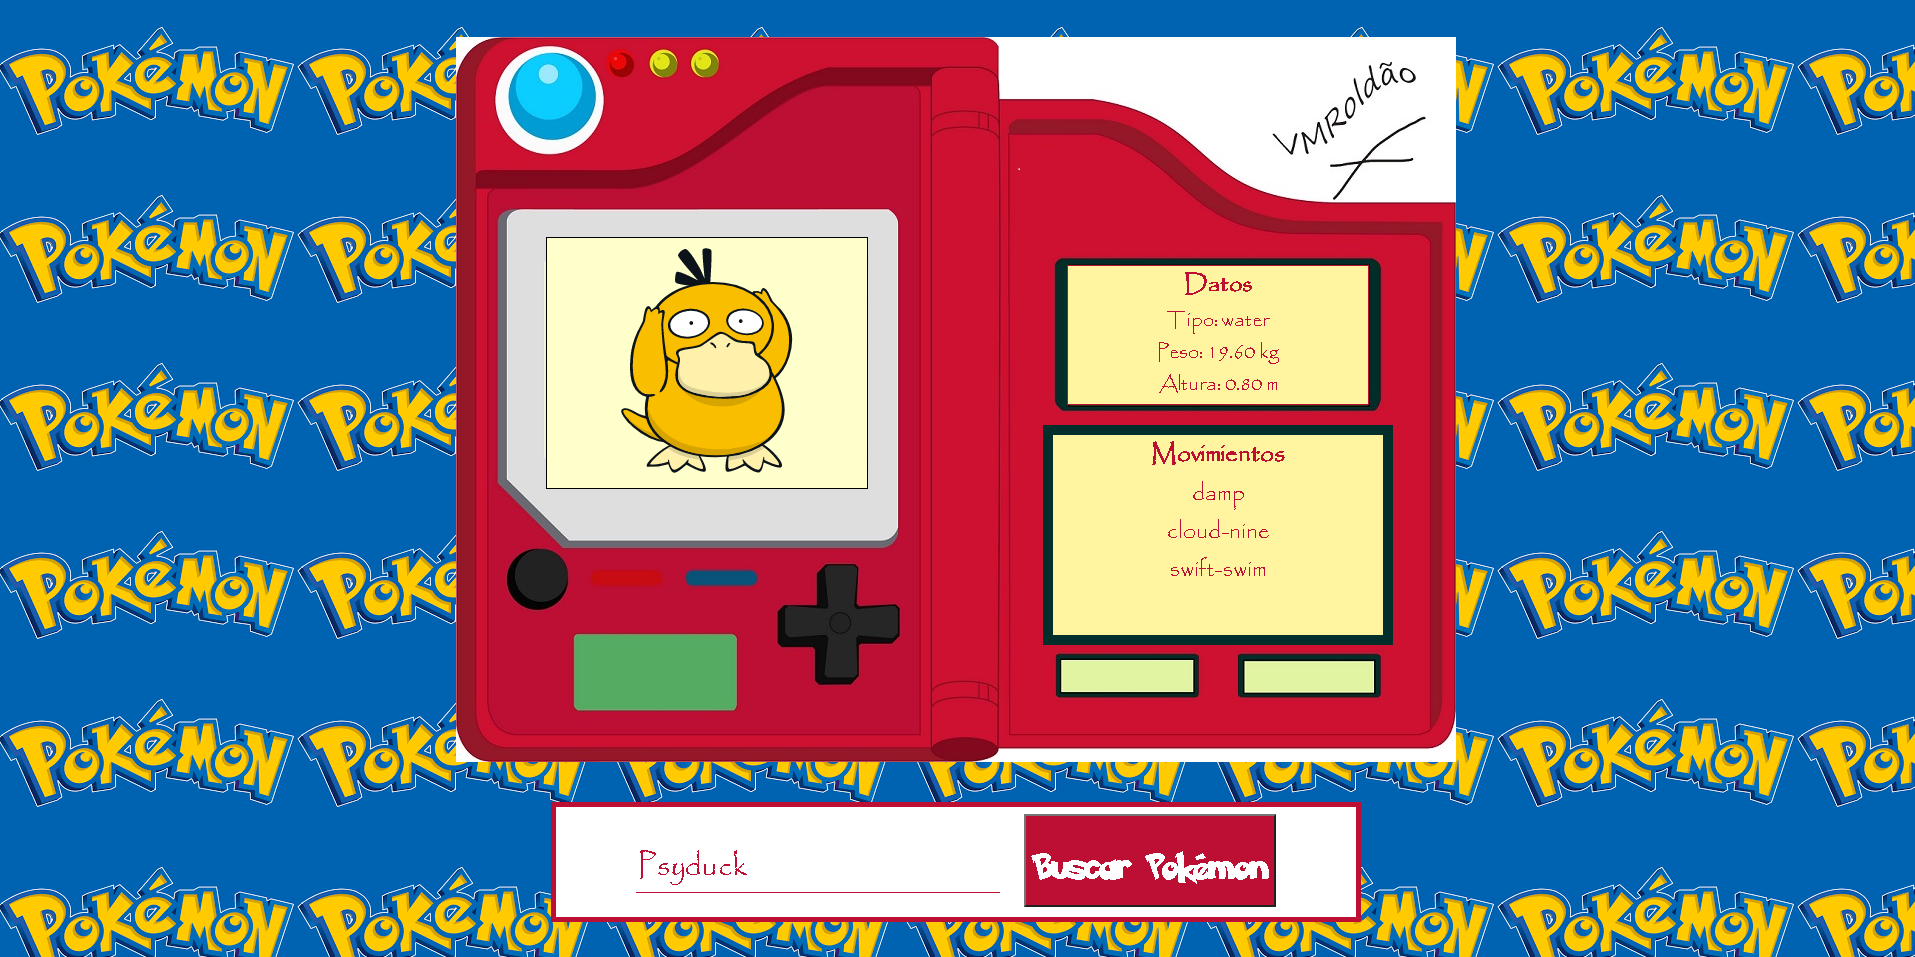 VMRoldão
Datos
Tipo: water
Peso: 19.60 kg
Altura: 0.80 m
Movimientos
damp
cloud-nine
swift-swim
Psyduck
Buscar Pokémon
Pokémon